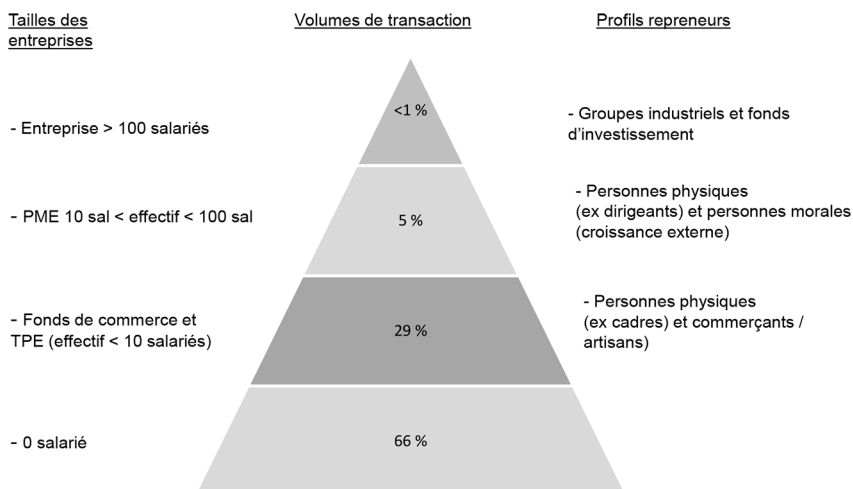 Tailles des
entreprises
Volumes de transaction
Profils repreneurs
- Entreprise > 100 salariés
<1 %
- Groupes industriels et fonds
d'investissement
- PME 10 sal < effectif < 100 sal
5 %
- Personnes physiques
(ex dirigeants) et personnes morales
(croissance externe)
- Fonds de commerce et
TPE (effectif < 10 salariés)
29 %
- Personnes physiques
(ex cadres) et commerçants /
artisans)
- 0 salarié
66 %